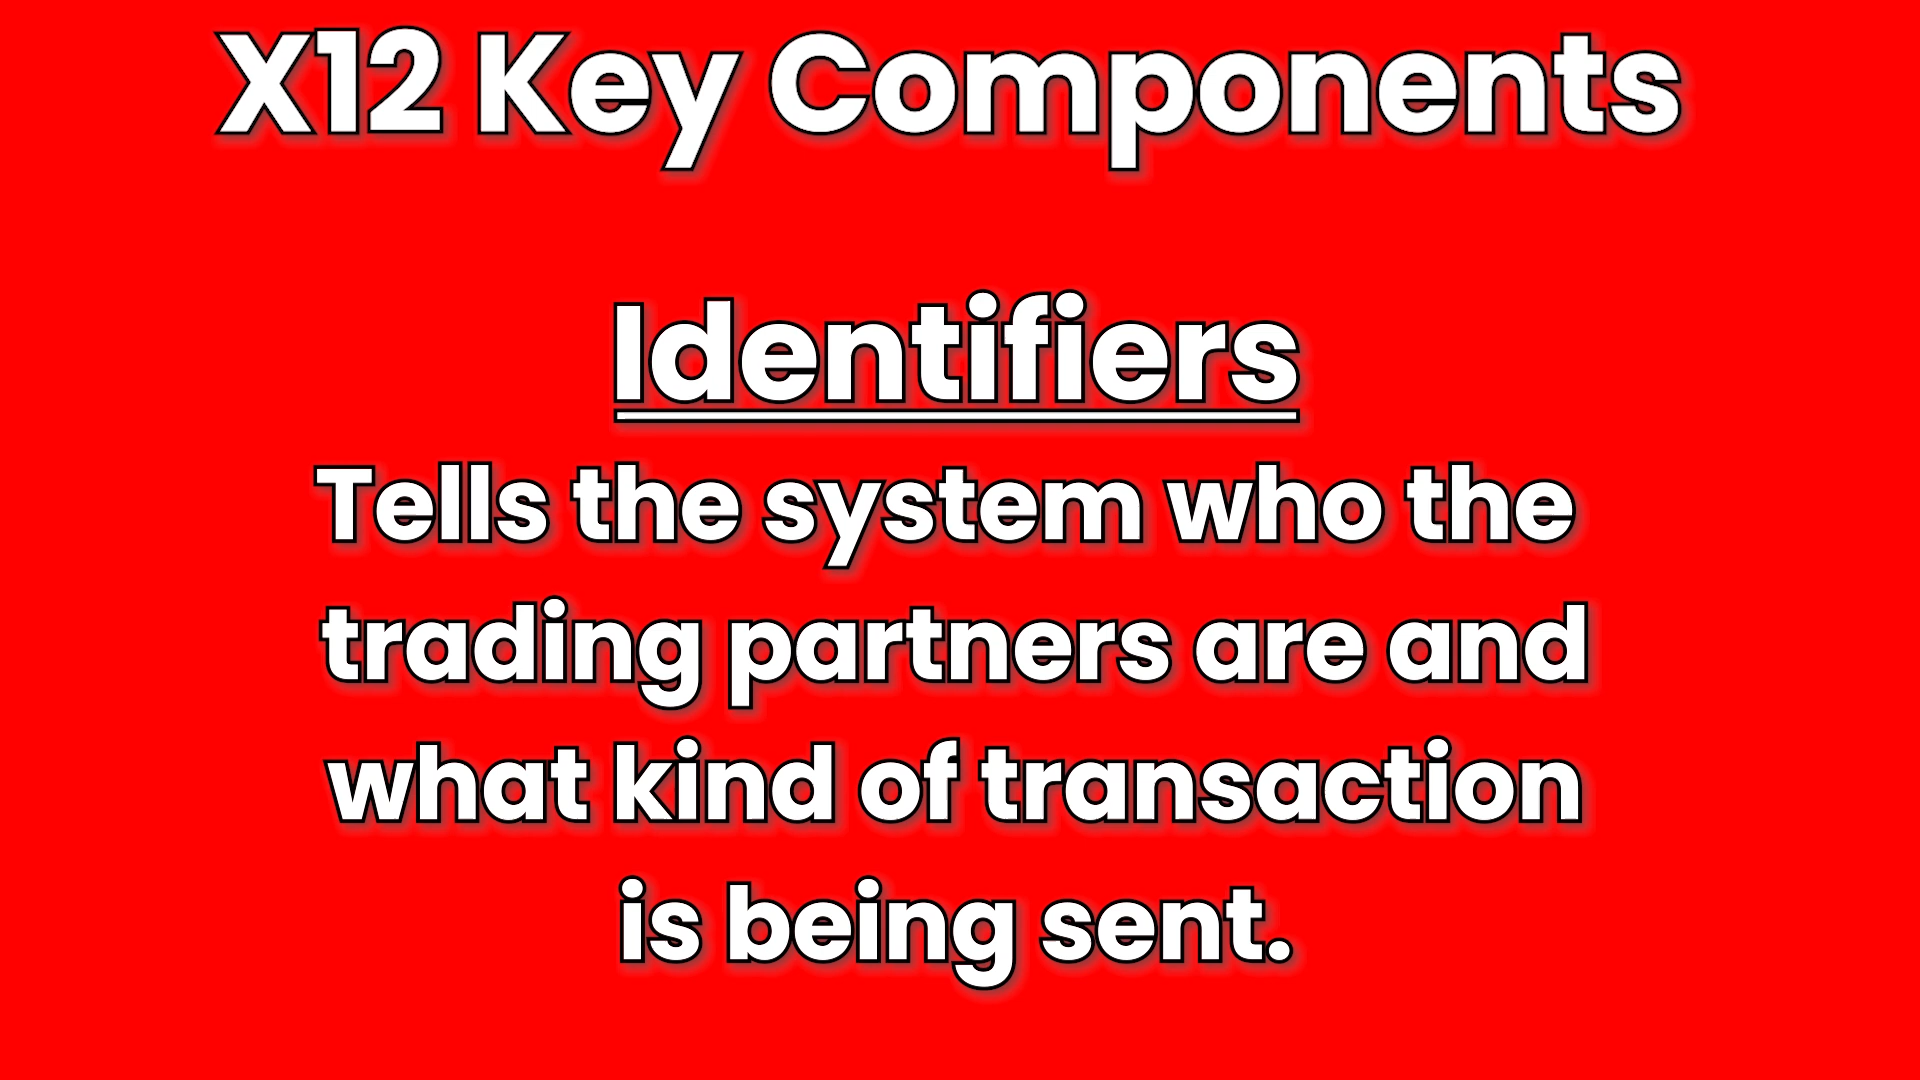 X12 Key Components
Identifiers
Tells the system who the
trading partners are and
what kind of transaction
is being sent.